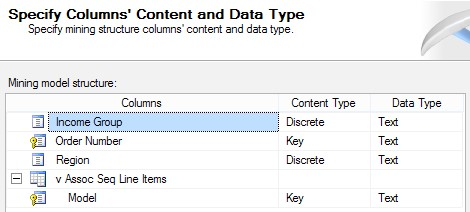 Specify Columns' Content and Data Type
Specify mining structure columns' content and data type.
Mining model structure:
Columns Content Type Data Type
Income Group Discrete Text
Order Number Key Text
Region Discrete Text
v Assoc Seq Line Items
Model Key Text